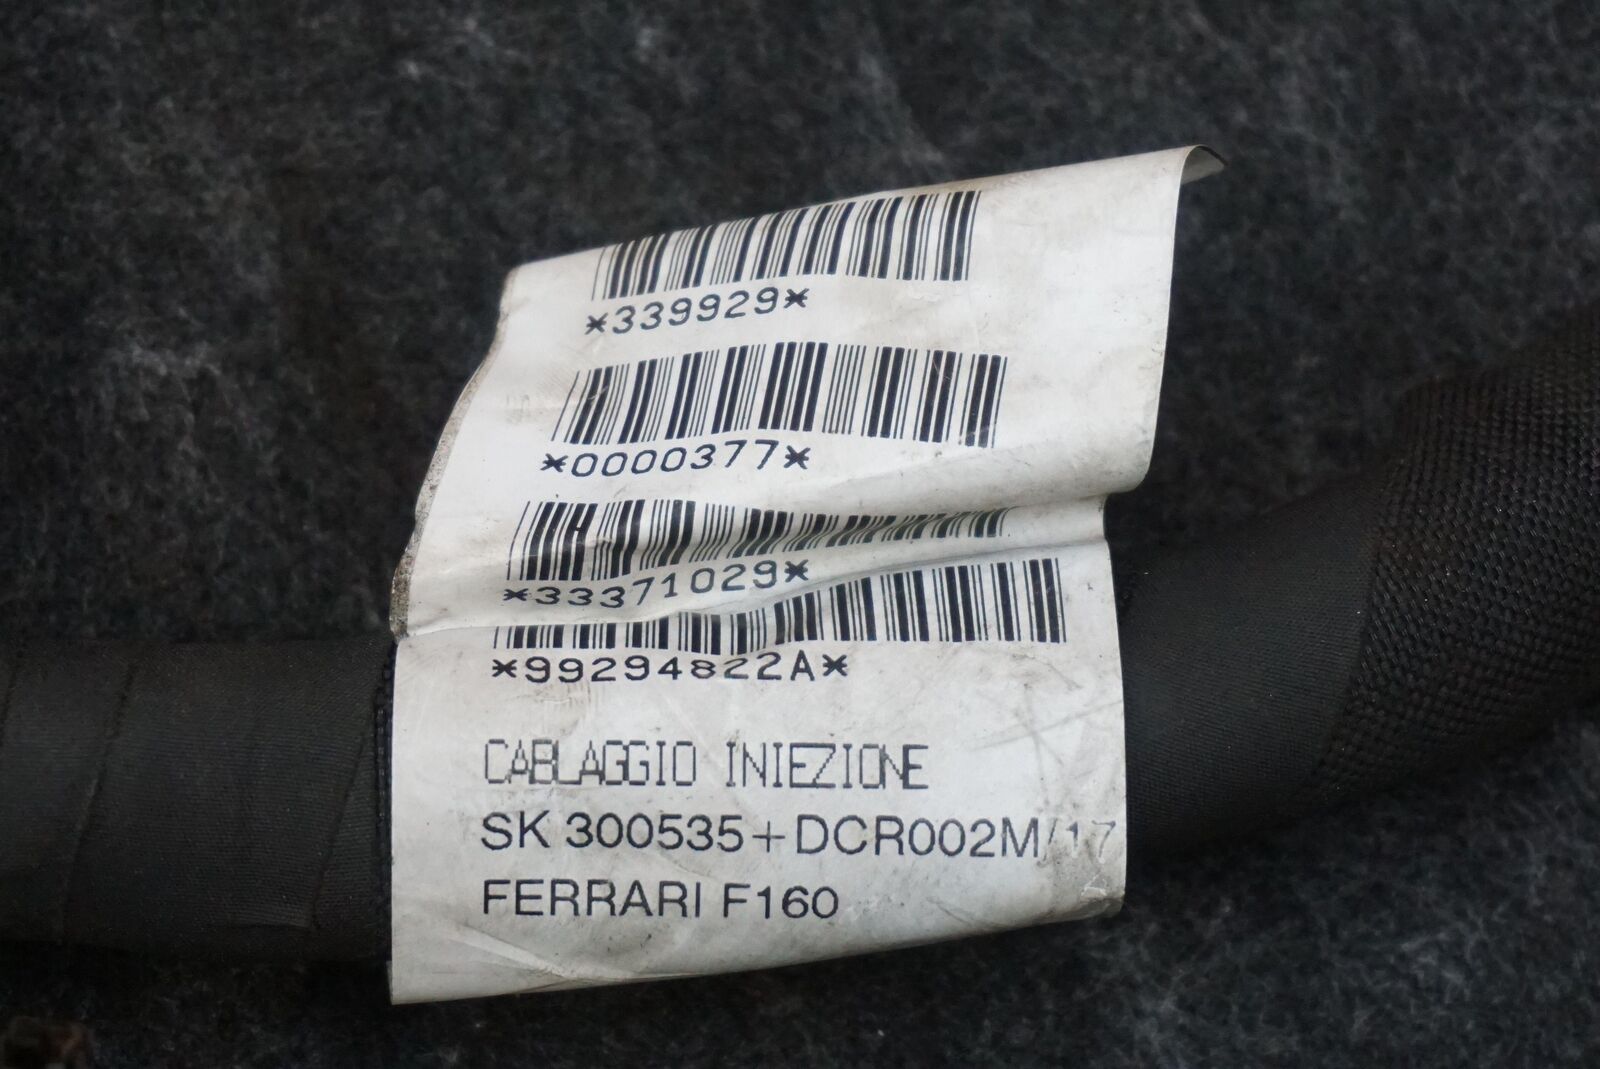 *339929*
*0000377*
*33371029*
*99294822A*
CABLAGGIO INIEZIONE
SK 300535+DCR002M/17
FERRARI F160